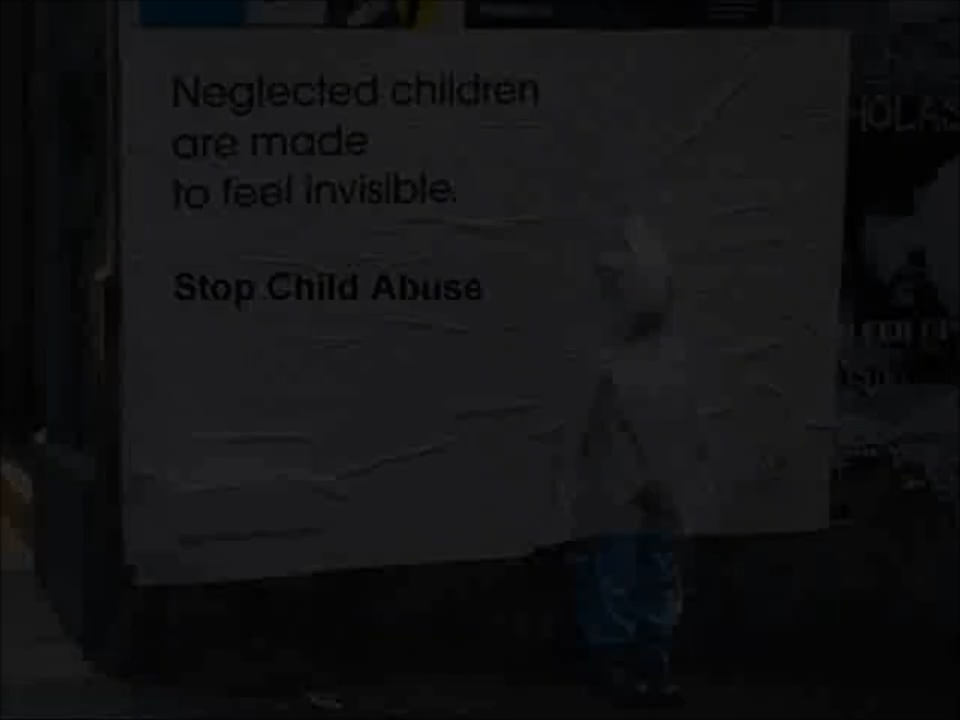 Neglected children
are made
to feel invisible.
Stop Child Abuse